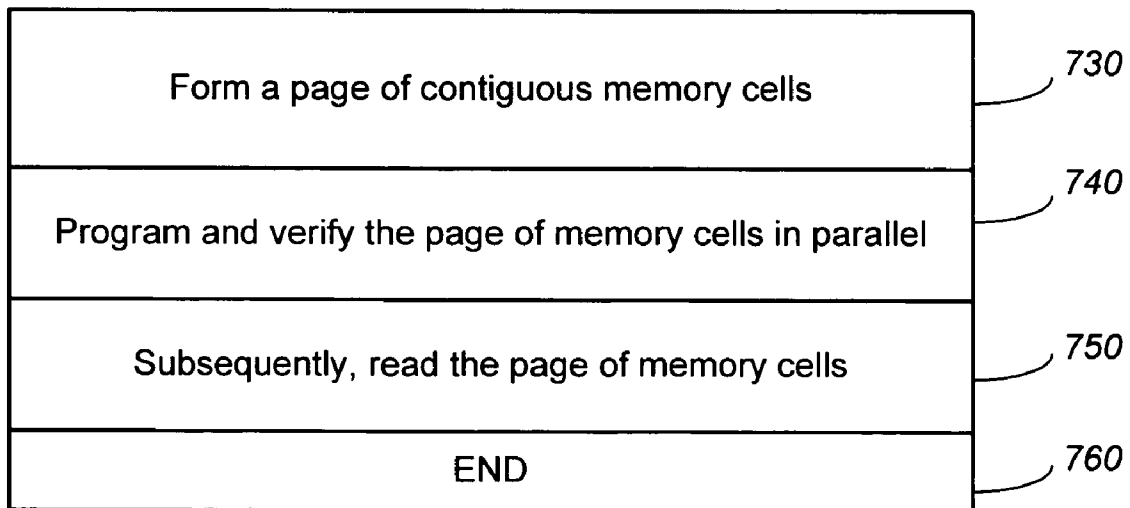 Form a page of contiguous memory cells
730
Program and verify the page of memory cells in parallel
740
Subsequently, read the page of memory cells
750
END
760